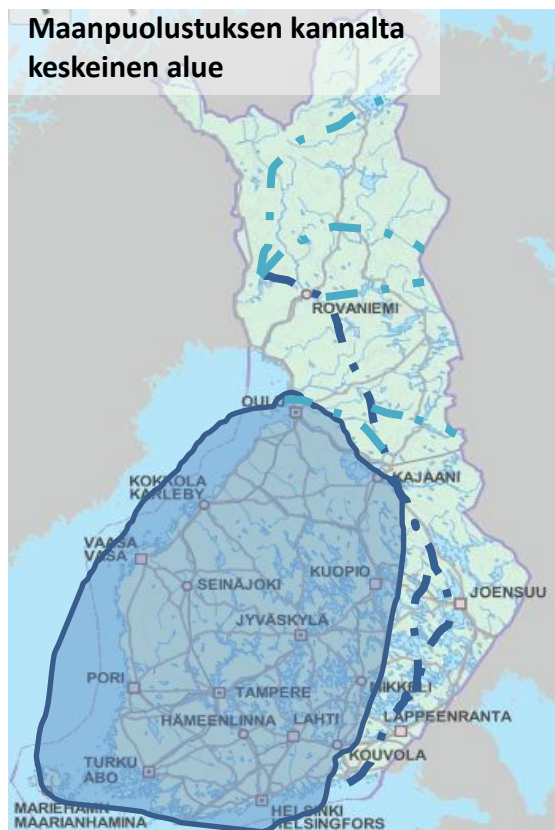 Maanpuolustuksen kannalta
keskeinen alue
ROVANIEMI
OULU
KAJAANI
KOKKOLA
KARLEBY
VAASA
VASA
SEINÄJOKI
KUOPIO
JOENSUU
JYVÄSKYLÄ
PORI
TAMPERE
MIKKELI
HÄMEENLINNA
LAHTI
LAPPEENRANTA
KOUVOLA
TURKU
ÅBO
MARIEHAMN
MAARIANHAMINA
HELSINKI
HELSINGFORS